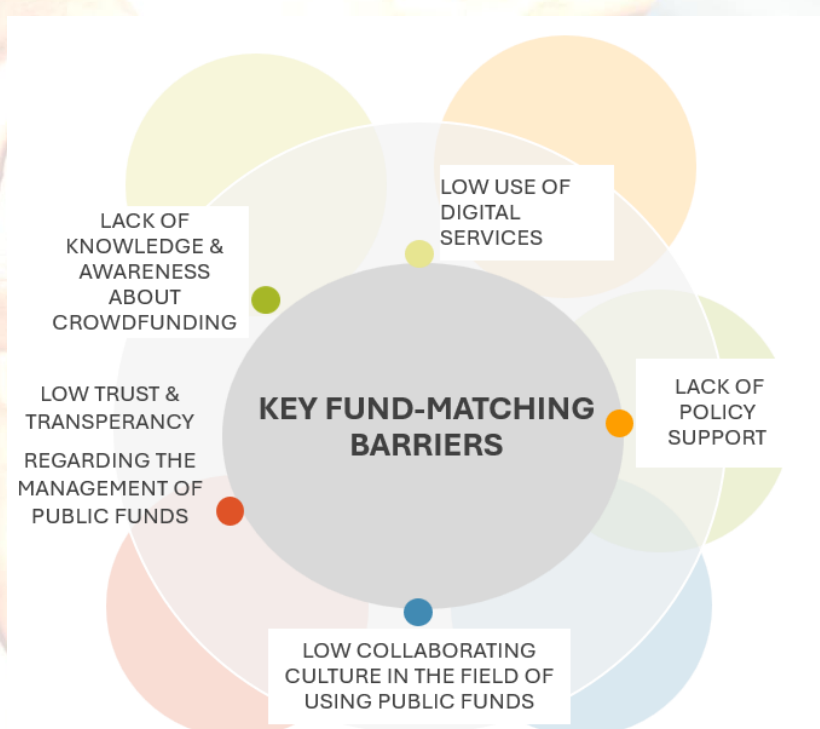 LOW USE OF
DIGITAL
SERVICES
LACK OF
KNOWLEDGE &
AWARENESS
ABOUT
CROWDFUNDING
LOW TRUST &
TRANSPERANCY
REGARDING THE
MANAGEMENT OF
PUBLIC FUNDS
KEY FUND-MATCHING
BARRIERS
LACK OF
POLICY
SUPPORT
LOW COLLABORATING
CULTURE IN THE FIELD OF
USING PUBLIC FUNDS